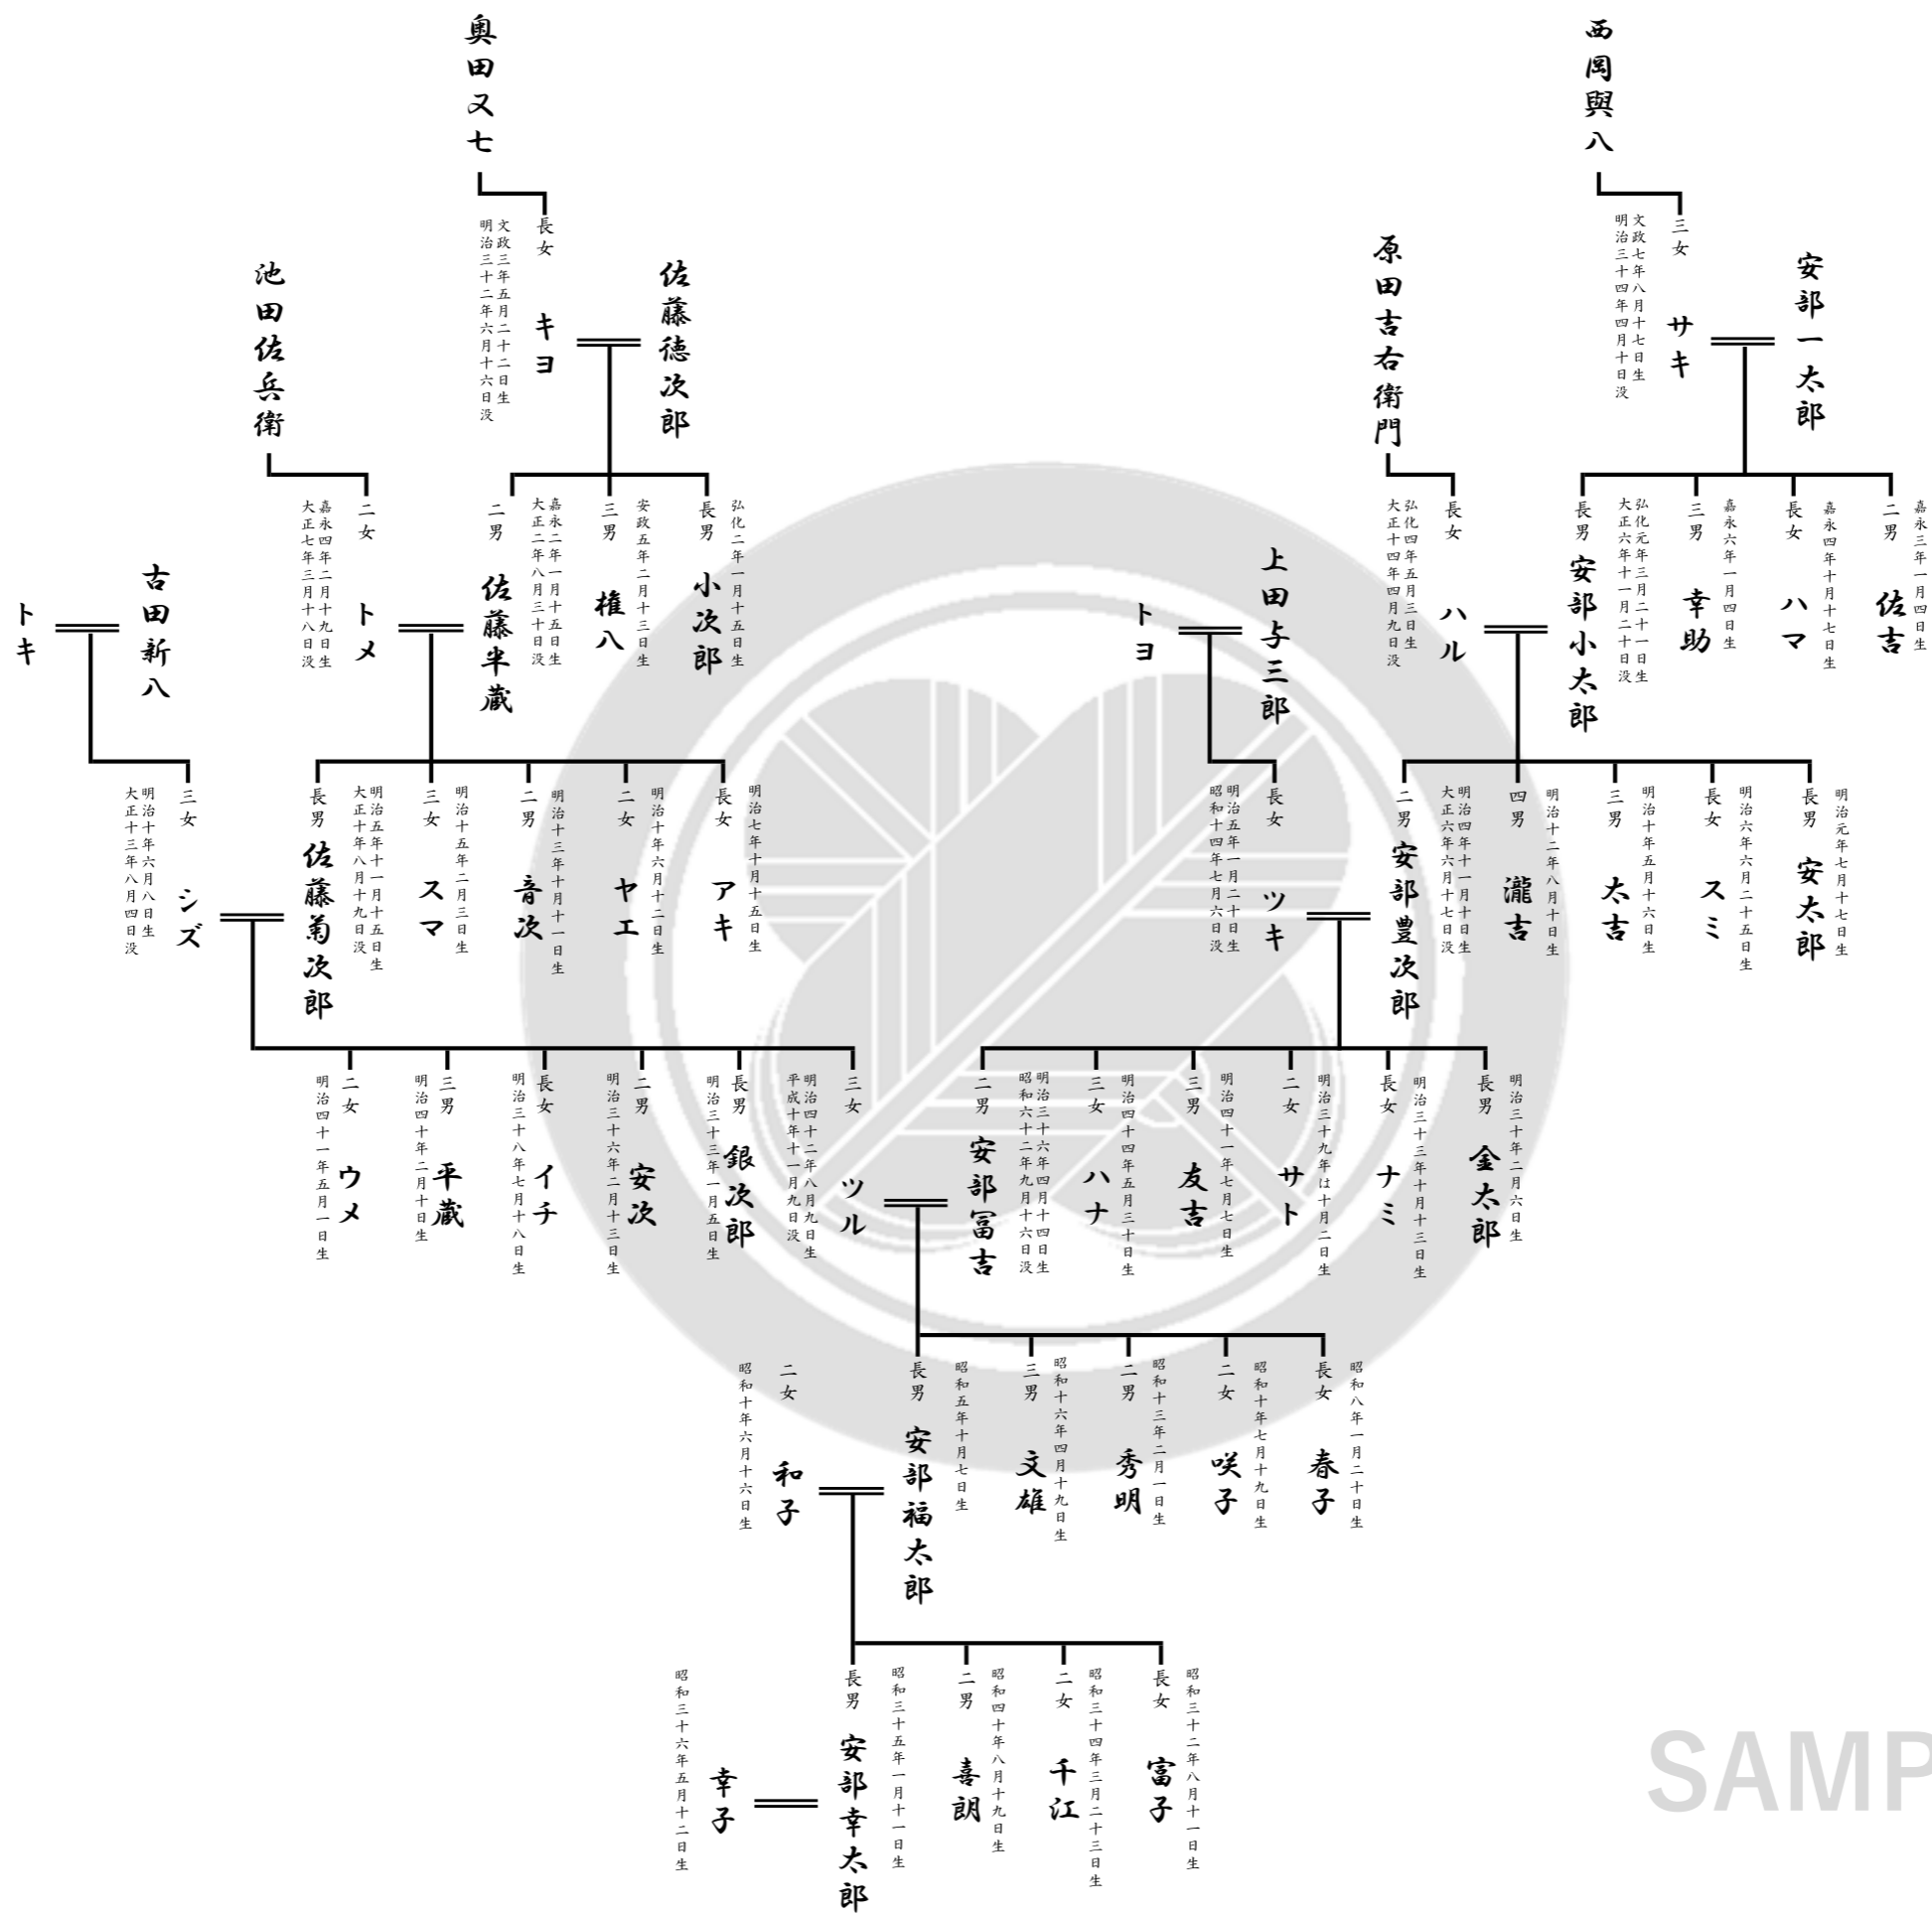 西岡與八
三女
サキ
文政七年八月十七日生
明治三十四年四月十日没
安部一太郎
奥田又七
長女
キヨ
文政三年五月二十二日生
明治三十二年六月十六日没
佐藤徳次郎
嘉永三年一月四日生
二男
佐吉
嘉永四年十月十七日生
長女
ハマ
嘉永六年一月四日生
三男
幸助
弘化元年三月二十一日生
大正六年十一月二十日没
長男
安部小太郎
原田吉右衛門
長女
ハル
弘化四年五月三日生
大正十四年四月九日没
上田与三郎
トヨ
弘化二年一月十五日生
長男
小次郎
安政五年二月十三日生
三男
権八
嘉永二年一月十五日生
大正二年八月三十日没
二男
佐藤半蔵
池田佐兵衛
二女
トメ
嘉永四年二月十九日生
大正七年三月十八日没
古田新八
トキ
明治元年七月十七日生
長男
安太郎
明治六年六月二十五日生
長女
スミ
明治十年五月十六日生
三男
太吉
明治十二年八月十日生
四男
瀧吉
明治四年十一月十日生
大正六年六月十七日没
二男
安部豊次郎
長女
ツキ
明治五年一月二十日生
昭和十四年七月六日没
明治七年十月十五日生
長女
アキ
明治十年六月十二日生
二女
ヤエ
明治十三年十月十一日生
二男
音次
明治十五年二月三日生
三女
スマ
明治五年十一月十五日生
大正十年八月十九日没
長男
佐藤菊次郎
三女
シズ
明治十年六月八日生
大正十三年八月四日没
明治三十年二月六日生
長男
金太郎
明治三十三年十月十三日生
長女
ナミ
明治三十九年は十月二日生
二女
サト
明治四十一年七月七日生
三男
友吉
明治四十四年五月三十日生
三女
ハナ
明治三十六年四月十四日生
昭和六十二年九月十六日没
二男
安部冨吉
三女
ツル
明治四十二年八月九日生
平成十年十一月九日没
長男
銀次郎
明治三十三年一月五日生
二男
安次
明治三十六年二月十三日生
長女
イチ
明治三十八年七月十八日生
三男
平蔵
明治四十年二月十日生
二女
ウメ
明治四十一年五月一日生
昭和八年一月二十日生
長女
春子
昭和十年七月十九日生
二女
咲子
昭和十三年二月一日生
二男
秀明
昭和十六年四月十九日生
三男
文雄
昭和五年十月七日生
長男
安部福太郎
二女
和子
昭和十年六月十六日生
昭和三十二年八月十一日生
長女
富子
昭和三十四年三月二十三日生
二女
千江
昭和四十年八月十九日生
二男
喜朗
昭和三十五年一月十一日生
長男
安部幸太郎
幸子
昭和三十六年五月十二日生
SAMP